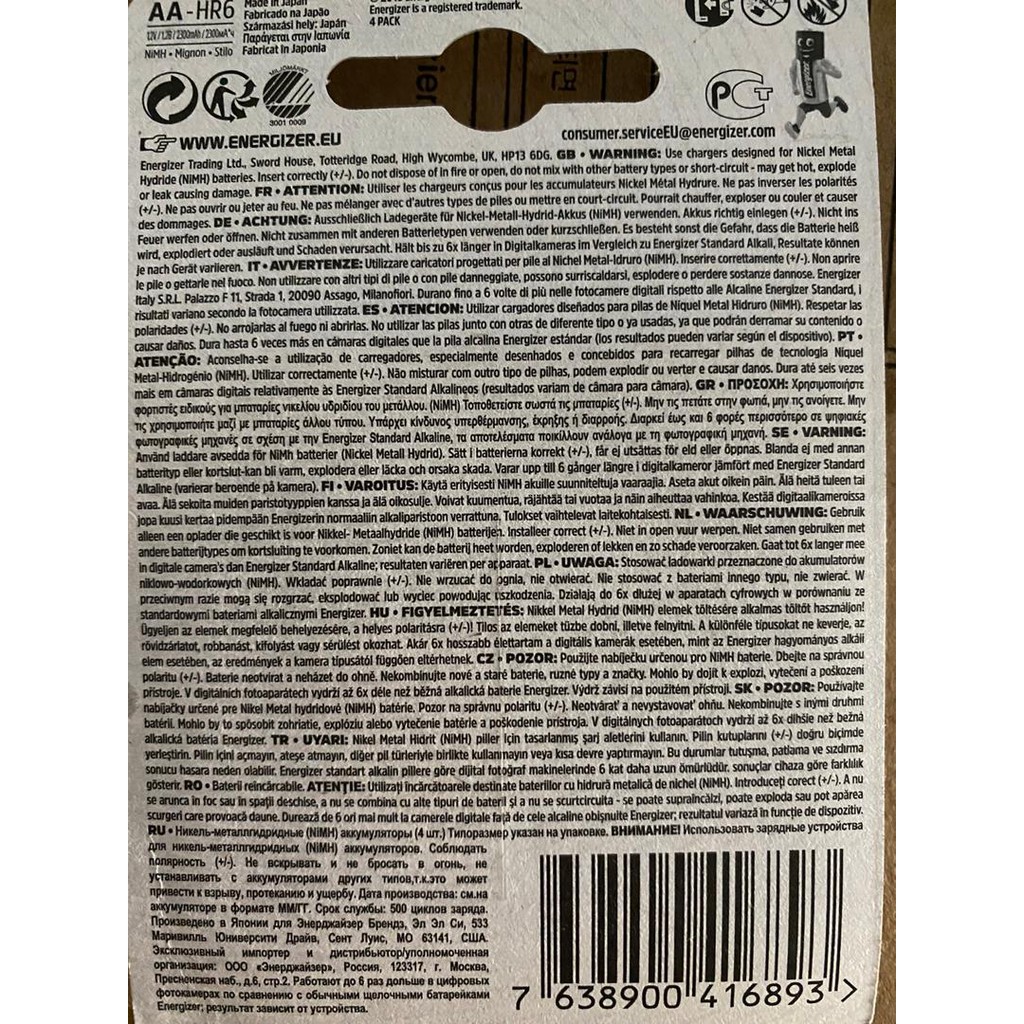 AA-HR6
1.2V/1,2В/2300mAh/2300мА*ч
NiMH • Mignon • Stilo
Made in Japan
Fabricado na Japão
Származási hely: Japán
Παράγεται στην Ιαπωνία
Fabricat în Japonia
Energizer is a registered trademark.
4 PACK
MILJÖMÄRKT
3001 0009
Energizer
WWW.ENERGIZER.EU
consumer.serviceEU@energizer.com
Energizer Trading Ltd., Sword House, Totteridge Road, High Wycombe, UK, HP13 6DG. GB • WARNING: Use chargers designed for Nickel Metal
Hydride (NiMH) batteries. Insert correctly (+/-). Do not dispose of in fire or open, do not mix with other battery types or short-circuit - may get hot, explode
or leak causing damage. FR • ATTENTION: Utiliser les chargeurs conçus pour les accumulateurs Nickel Métal Hydrure. Ne pas inverser les polarités
(+/-). Ne pas ouvrir ou jeter au feu. Ne pas mélanger avec d'autres types de piles ou mettre en court-circuit. Pourrait chauffer, exploser ou couler et causer
des dommages. DE • ACHTUNG: Ausschließlich Ladegeräte für Nickel-Metall-Hydrid-Akkus (NiMH) verwenden. Akkus richtig einlegen (+/-). Nicht ins
Feuer werfen oder öffnen. Nicht zusammen mit anderen Batterietypen verwenden oder kurzschließen. Es besteht sonst die Gefahr, dass die Batterie heiß
wird, explodiert oder ausläuft und Schaden verursacht. Hält bis zu 6x länger in Digitalkameras im Vergleich zu Energizer Standard Alkali, Resultate können
je nach Gerät variieren. IT • AVVERTENZE: Utilizzare caricatori progettati per pile al Nichel Metal-Idruro (NiMH). Inserire correttamente (+/-). Non aprire
le pile o gettarle nel fuoco. Non utilizzare con altri tipi di pile o con pile danneggiate, possono surriscaldarsi, esplodere o perdere sostanze dannose. Energizer
Italy S.R.L. Palazzo F 11, Strada 1, 20090 Assago, Milanofiori. Durano fino a 6 volte di più nelle fotocamere digitali rispetto alle Alcaline Energizer Standard, i
risultati variano secondo la fotocamera utilizzata. ES • ATENCION: Utilizar cargadores diseñados para pilas de Níquel Metal Hidruro (NiMH). Respetar las
polaridades (+/-). No arrojarlas al fuego ni abrirlas. No utilizar las pilas junto con otras de diferente tipo o ya usadas, ya que podrán derramar su contenido o
causar daños. Dura hasta 6 veces más en cámaras digitales que la pila alcalina Energizer estándar (los resultados pueden variar según el dispositivo). PT •
ATENÇÃO: Aconselha-se a utilização de carregadores, especialmente desenhados e concebidos para recarregar pilhas de tecnologia Níquel
Metal-Hidrogénio (NiMH). Utilizar correctamente (+/-). Não misturar com outro tipo de pilhas, podem explodir ou verter e causar danos. Dura até seis vezes
mais em câmaras digitais relativamente às Energizer Standard Alkalineos (resultados variam de câmara para câmara). GR • ΠΡΟΣΟΧΗ: Χρησιμοποιήστε
φορτιστές ειδικούς για μπαταρίες νικελίου υδριδίου του μετάλλου. (NiMH) Τοποθετείστε σωστά τις μπαταρίες (+/-). Μην τις πετάτε στην φωτιά, μην τις ανοίγετε. Μην
τις χρησιμοποιήτε μαζί με μπαταρίες άλλου τύπου. Υπάρχει κίνδυνος υπερθέρμανσης, έκρηξης ή διαρροής. Διαρκεί έως και 6 φορές περισσότερο σε ψηφιακές
φωτογραφικές μηχανές σε σχέση με την Energizer Standard Alkaline, τα αποτελέσματα ποικίλλουν ανάλογα με τη φωτογραφική μηχανή. SE • VARNING:
Använd laddare avsedda för NiMh batterier (Nickel Metall Hydrid). Sätt i batterierna korrekt (+/-), får ej utsättas för eld eller öppnas. Blanda ej med annan
batterityp eller kortslut-kan bli varm, explodera eller läcka och orsaka skada. Varar upp till 6 gånger längre i digitalkameror jämfört med Energizer Standard
Alkaline (varierar beroende på kamera). FI • VAROITUS: Käytä erityisesti NiMH akuille suunniteltuja vaaraajia. Aseta akut oikein päin. Älä heitä tuleen tai
avaa. Älä sekoita muiden paristotyyppien kanssa ja älä oikosulje. Voivat kuumentua, räjähtää tai vuotaa ja näin aiheuttaa vahinkoa. Kestää digitaalikameroissa
jopa kuusi kertaa pidempään Energizerin normaaliin alkaliparistoon verrattuna. Tulokset vaihtelevat laitekohtaisesti. NL • WAARSCHUWING: Gebruik
alleen een oplader die geschikt is voor Nikkel- Metaalhydride (NiMH) batterijen. Installeer correct (+/-). Niet in open vuur werpen. Niet samen gebruiken met
andere batterijtypes om kortsluiting te voorkomen. Zoniet kan de batterij heet worden, exploderen of lekken en zo schade veroorzaken. Gaat tot 6x langer mee
in digitale camera's dan Energizer Standard Alkaline; resultaten variëren per apparaat. PL • UWAGA: Stosować ładowarki przeznaczone do akumulatorów
niklowo-wodorkowych (NiMH). Wkładać poprawnie (+/-). Nie wrzucać do ognia, nie otwierać. Nie stosować z bateriami innego typu, nie zwierać. W
przeciwnym razie mogą się rozgrzać, eksplodować lub wyciec powodując uszkodzenia. Działają do 6x dłużej w aparatach cyfrowych w porównaniu ze
standardowymi bateriami alkalicznymi Energizer. HU • FIGYELMEZTETÉS: Nikkel Metal Hydrid (NiMH) elemek töltésére alkalmas töltőt használjon!
Ügyeljen az elemek megfelelő behelyezésére, a helyes polaritásra (+/-)! Tilos az elemeket tűzbe dobni, illetve felnyitni. A különféle típusokat ne keverje, az
rövidzárlatot, robbanást, kifolyást vagy sérülést okozhat. Akár 6x hosszabb élettartam a digitális kamerák esetében, mint az Energizer hagyományos alkáli
elem esetében, az eredmények a kamera típusától függően eltérhetnek. CZ • POZOR: Použijte nabíječku určenou pro NiMH baterie. Dbejte na správnou
polaritu (+/-). Baterie neotvírat a neházet do ohně. Nekombinujte nové a staré baterie, ruzné typy a značky. Mohlo by dojít k explozi, vytečení a poškození
přístroje. V digitálních fotoaparátech vydrží až 6x déle než běžná alkalická baterie Energizer. Výdrž závisí na použitém přístroji. SK • POZOR: Používajte
nabíjačky určené pre Nikel Metal hydridové (NiMH) batérie. Pozor na správnu polaritu (+/-). Neotvárať a nevystavovať ohňu. Nekombinujte s inými druhmi
batérií. Mohlo by to spôsobiť zohriatie, explóziu alebo vytečenie batérie a poškodenie prístroja. V digitálnych fotoaparátoch vydrží až 6x dlhšie než bežná
alkalická batéria Energizer. TR • UYARI: Nikel Metal Hidrit (NiMH) piller için tasarlanmış şarj aletlerini kullanın. Pilin kutuplarını (+/-) doğru biçimde
yerleştirin. Pilin içini açmayın, ateşe atmayın, diğer pil türleriyle birlikte kullanmayın veya kısa devre yaptırmayın. Bu durumlar tutuşma, patlama ve sızdırma
sonucu hasara neden olabilir. Energizer standart alkalin pillere göre dijital fotoğraf makinelerinde 6 kat daha uzun ömürlüdür, sonuçlar cihaza göre farklılık
gösterir. RO • Baterii reîncărcabile. ATENȚIE: Utilizați încărcătoarele destinate bateriilor cu hidrură metalică de nichel (NiMH). Introduceți corect (+/-). A nu
se arunca in foc sau în spații deschise, a nu se combina cu alte tipuri de baterii și a nu se scurtcircuita - se poate supraîncălzi, poate exploda sau pot apărea
scurgeri care provoacă daune. Durează de 6 ori mai mult la camerele digitale față de cele alcaline obișnuite Energizer; rezultatul variază în funcție de dispozitiv.
RU • Никель-металлгидридные (NiMH) аккумуляторы (4 шт.) Типоразмер указан на упаковке. ВНИМАНИЕ! Использовать зарядные устройства
для никель-металлгидридных (NiMH) аккумуляторов. Соблюдать
полярность (+/-). Не вскрывать и не бросать в огонь, не
устанавливать с аккумуляторами других типов,т.к.это может
привести к взрыву, протеканию и ущербу. Дата производства: см.на
аккумуляторе в формате ММ/ГГ. Срок службы: 500 циклов заряда.
Произведено в Японии для Энерджайзер Брендз, Эл Эл Си, 533
Маривилль Юниверсити Драйв, Сент Луис, МО 63141, США.
Эксклюзивный импортер и дистрибьютор/уполномоченная
организация: ООО «Энерджайзер», Россия, 123317, г. Москва,
Пресненская наб., д.6, стр.2. Работают до 6 раз дольше в цифровых
фотокамерах по сравнению с обычными щелочными батарейками
Energizer; результат зависит от устройства.
7 638900 416893 >